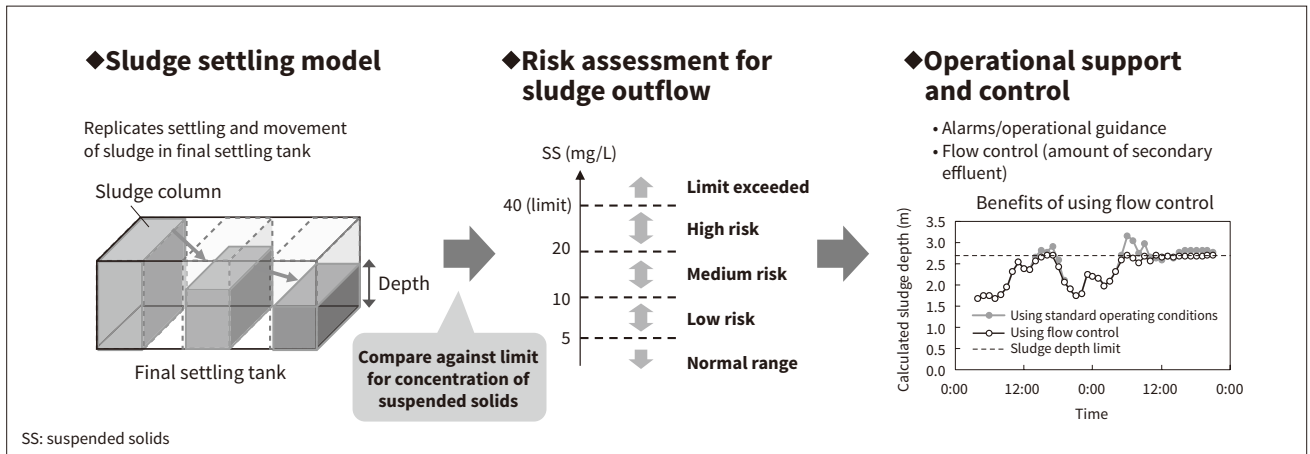 ◆Sludge settling model
Replicates settling and movement
of sludge in final settling tank
Sludge column
Depth
Final settling tank
Compare against limit
for concentration of
suspended solids
◆Risk assessment for
sludge outflow
SS (mg/L)
40 (limit)
20
10
5
Limit exceeded
High risk
Medium risk
Low risk
Normal range
◆Operational support
and control
• Alarms/operational guidance
• Flow control (amount of secondary
effluent)
Benefits of using flow control
Calculated sludge depth (m)
3.5
3.0
2.5
2.0
1.5
1.0
0.5
0.0
Using standard operating conditions
Using flow control
Sludge depth limit
0:00 12:00 0:00 12:00 0:00
Time
SS: suspended solids